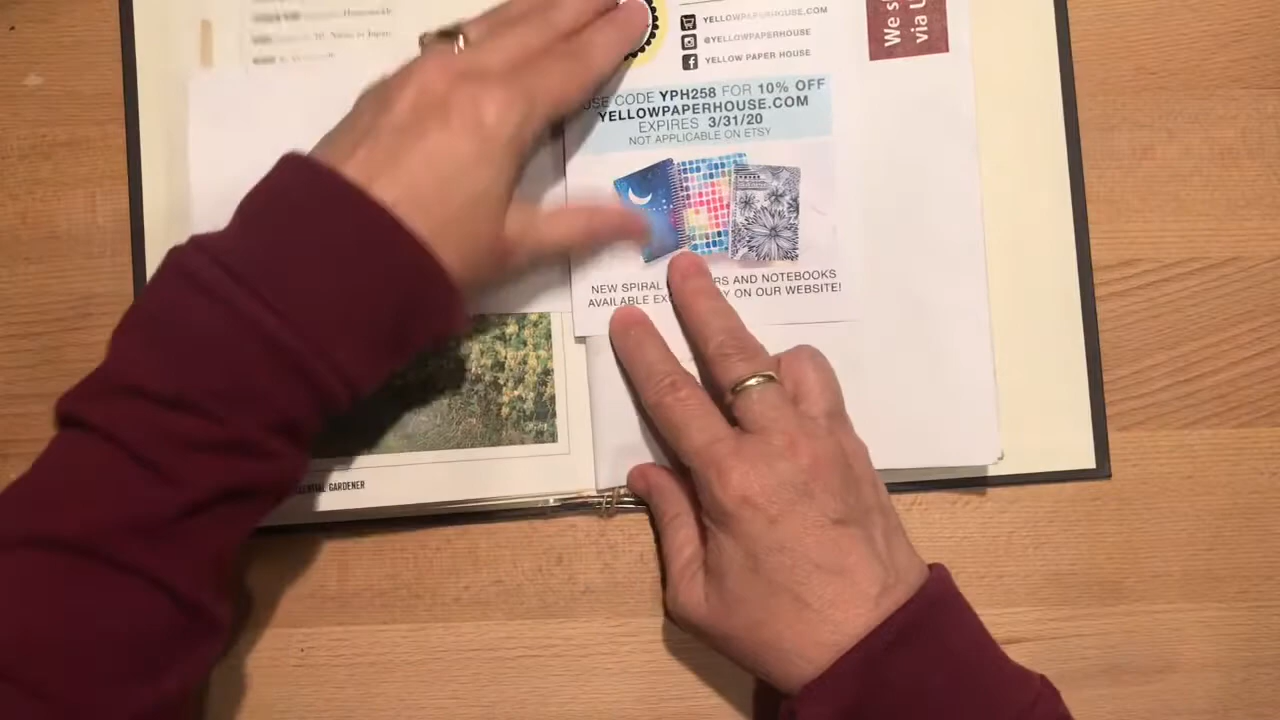 YELLOWPAPERHOUSE.COM
@YELLOWPAPERHOUSE
YELLOW PAPER HOUSE
We s
via U
USE CODE YPH258 FOR 10% OFF
YELLOWPAPERHOUSE.COM
EXPIRES 3/31/20
NOT APPLICABLE ON ETSY
NEW SPIRAL RS AND NOTEBOOKS
AVAILABLE EX Y ON OUR WEBSITE!
GARDENER